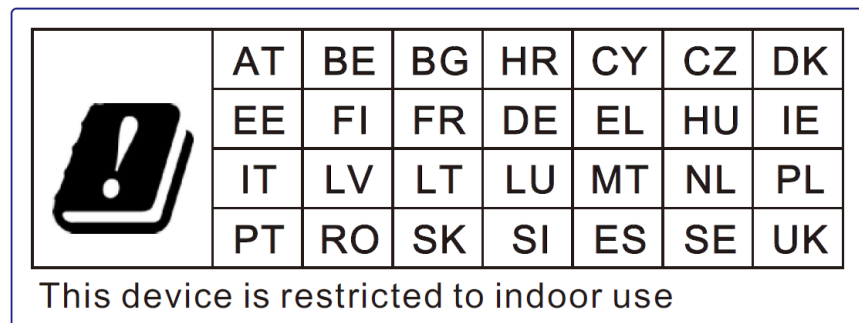 AT BE BG HR CY CZ DK
EE FI FR DE EL HU IE
IT LV LT LU MT NL PL
PT RO SK SI ES SE UK
This device is restricted to indoor use